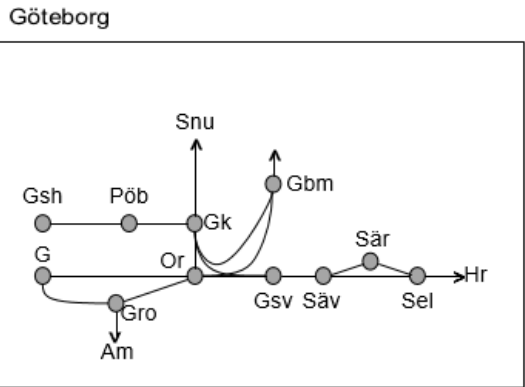 Göteborg
Snu
Gsh
Pöb
Gbm
Gk
G
Or
Sär
Hr
Gro
Gsv
Säv
Sel
Am